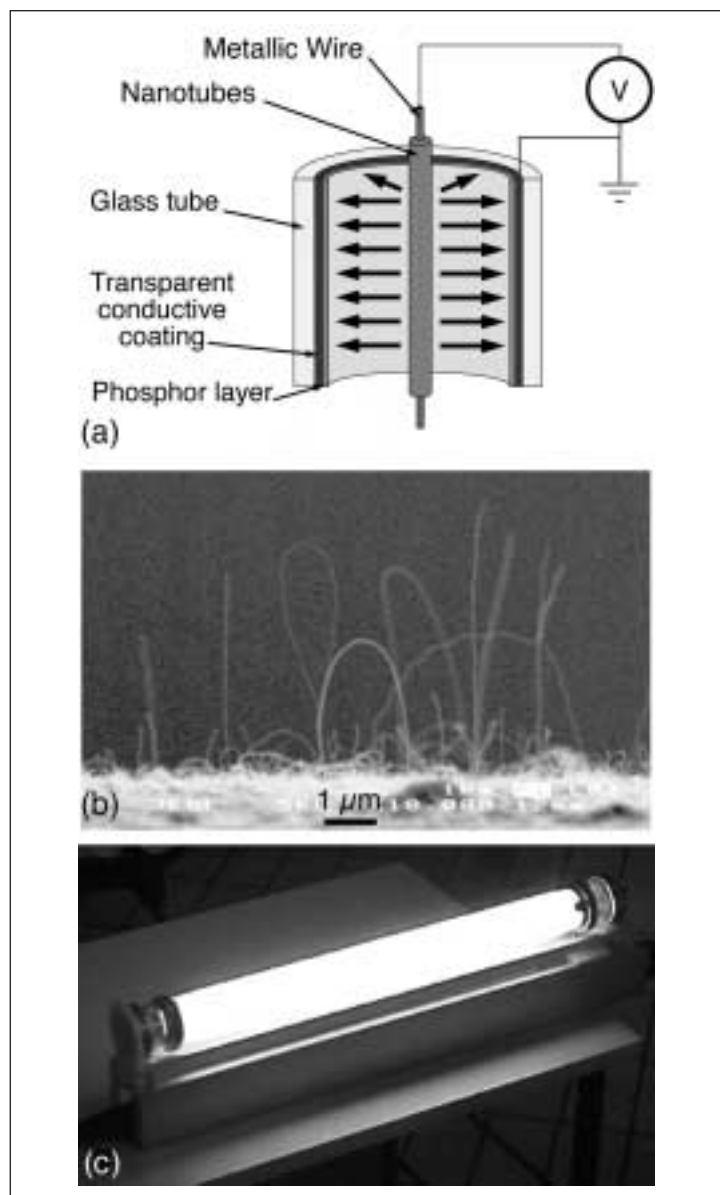 Metallic Wire
Nanotubes
V
Glass tube
Transparent
conductive
coating
Phosphor layer
(a)
(b)
1 µm
(c)